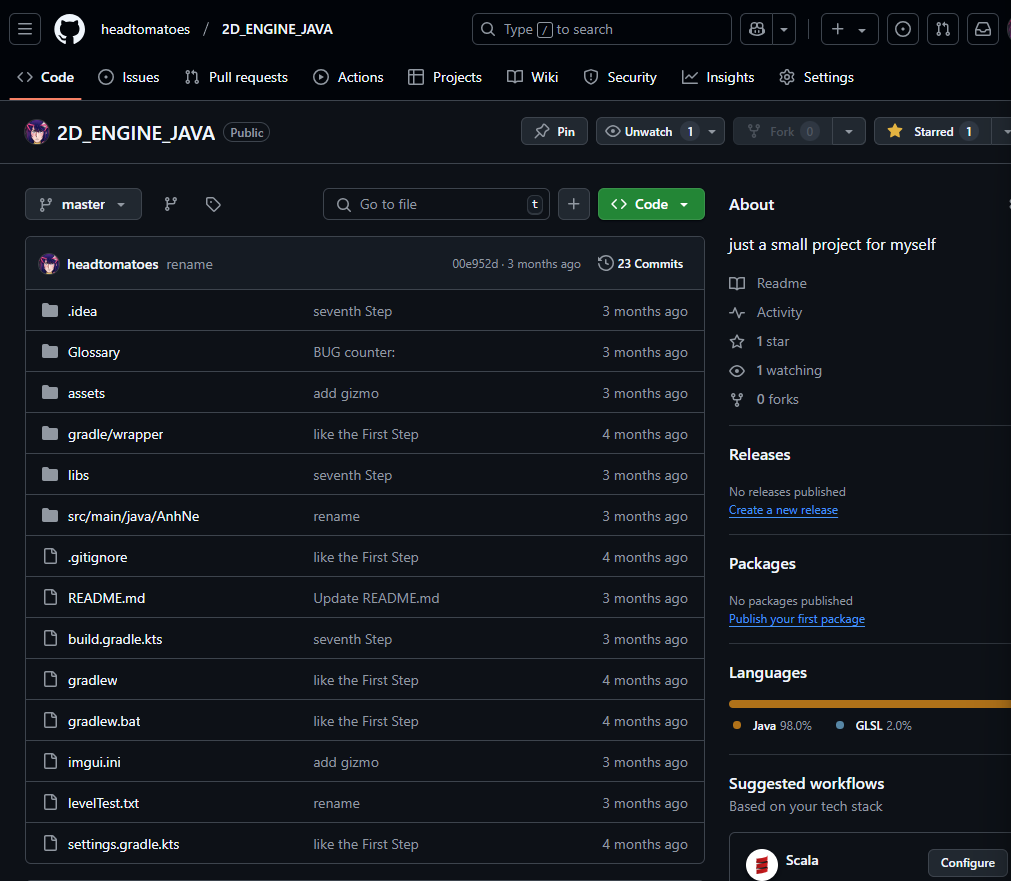 headtomatoes / 2D_ENGINE_JAVA
Type / to search
Code Issues Pull requests Actions Projects Wiki Security Insights Settings
2D_ENGINE_JAVA Public
Pin Unwatch 1 Fork 0 Starred 1
master
Go to file t
Code
headtomatoes rename 00e952d · 3 months ago 23 Commits
.idea seventh Step 3 months ago
Glossary BUG counter: 3 months ago
assets add gizmo 3 months ago
gradle/wrapper like the First Step 4 months ago
libs seventh Step 3 months ago
src/main/java/AnhNe rename 3 months ago
.gitignore like the First Step 4 months ago
README.md Update README.md 3 months ago
build.gradle.kts seventh Step 3 months ago
gradlew like the First Step 4 months ago
gradlew.bat like the First Step 4 months ago
imgui.ini add gizmo 3 months ago
levelTest.txt rename 3 months ago
settings.gradle.kts like the First Step 4 months ago
About
just a small project for myself
Readme
Activity
1 star
1 watching
0 forks
Releases
No releases published
Create a new release
Packages
No packages published
Publish your first package
Languages
Java 98.0% GLSL 2.0%
Suggested workflows
Based on your tech stack
Scala Configure